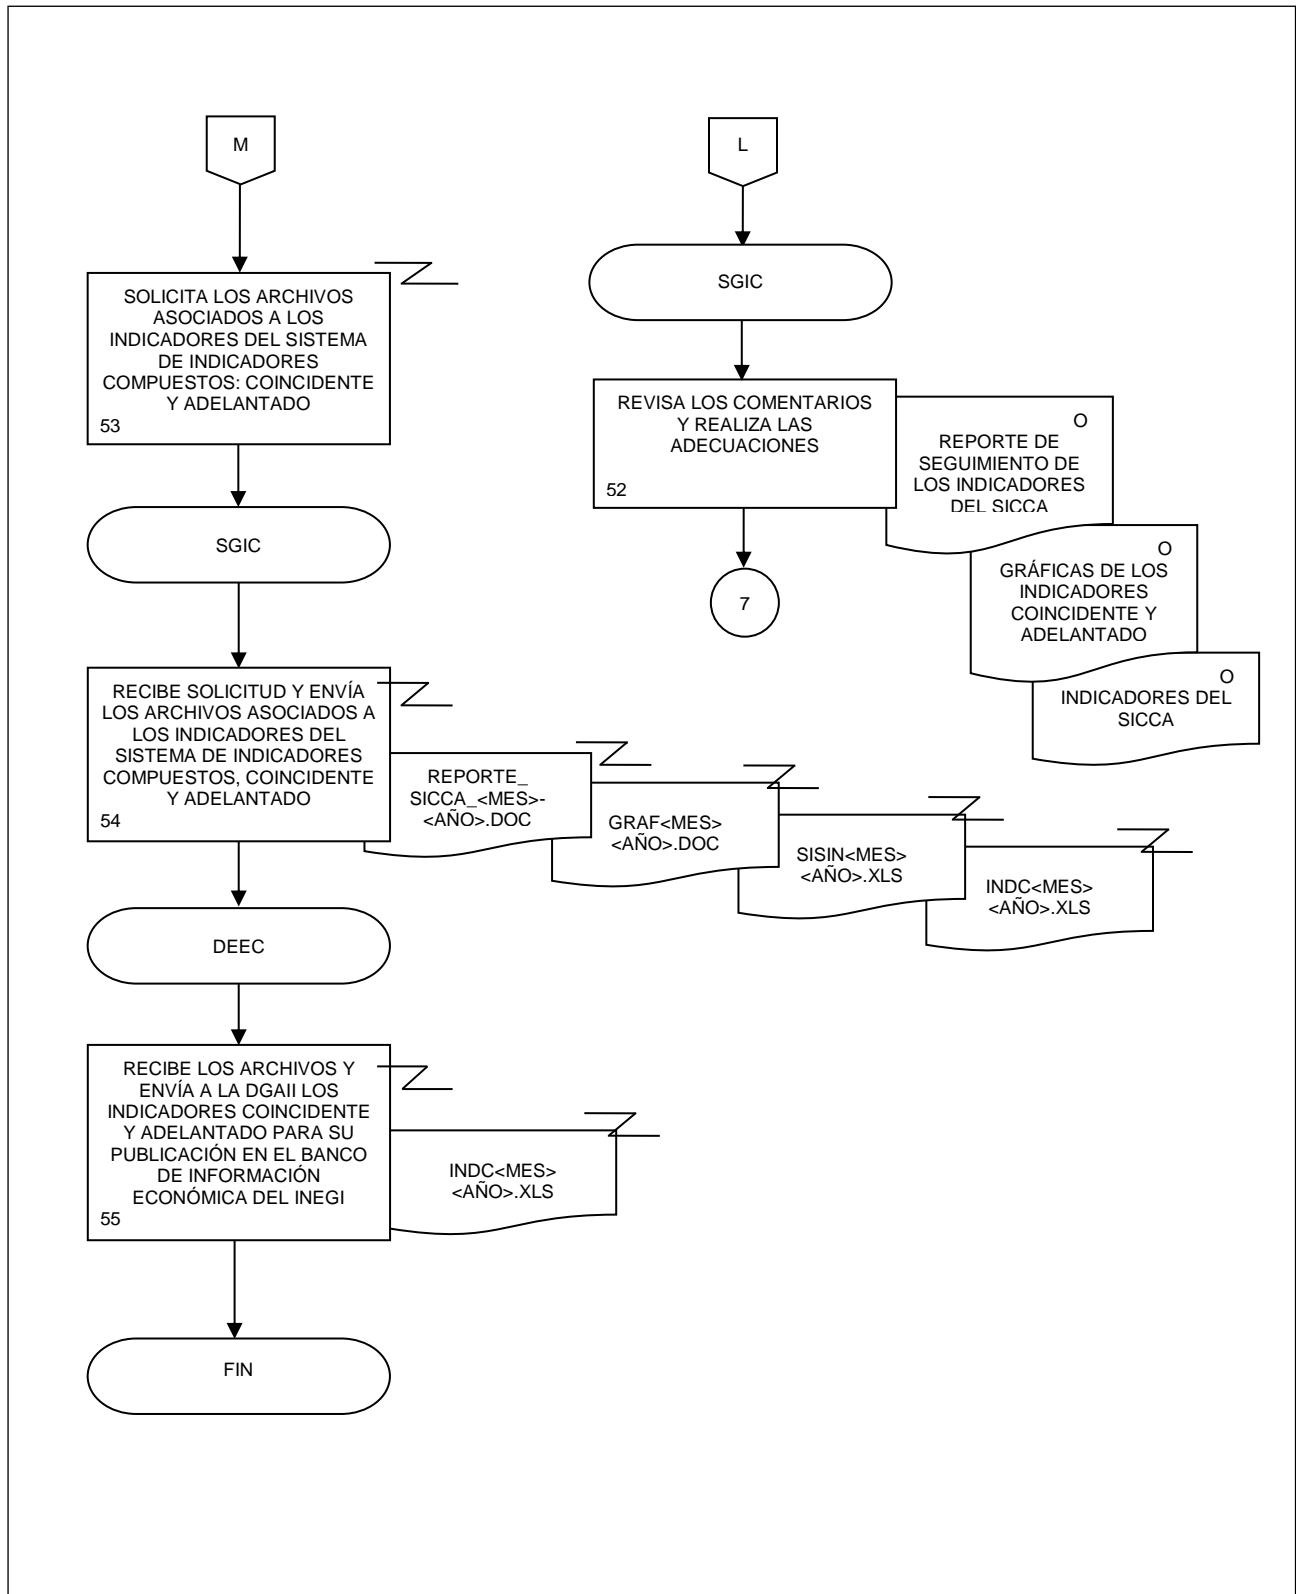 M
SOLICITA LOS ARCHIVOS
ASOCIADOS A LOS
INDICADORES DEL SISTEMA
DE INDICADORES
COMPUESTOS: COINCIDENTE
Y ADELANTADO
53
SGIC
RECIBE SOLICITUD Y ENVÍA
LOS ARCHIVOS ASOCIADOS A
LOS INDICADORES DEL
SISTEMA DE INDICADORES
COMPUESTOS, COINCIDENTE
Y ADELANTADO
54
REPORTE_
SICCA_<MES>-
<AÑO>.DOC
GRAF<MES>
<AÑO>.DOC
SISIN<MES>
<AÑO>.XLS
INDC<MES>
<AÑO>.XLS
DEEC
RECIBE LOS ARCHIVOS Y
ENVÍA A LA DGAII LOS
INDICADORES COINCIDENTE
Y ADELANTADO PARA SU
PUBLICACIÓN EN EL BANCO
DE INFORMACIÓN
ECONÓMICA DEL INEGI
55
INDC<MES>
<AÑO>.XLS
FIN
L
SGIC
REVISA LOS COMENTARIOS
Y REALIZA LAS
ADECUACIONES
52
O
REPORTE DE
SEGUIMIENTO DE
LOS INDICADORES
DEL SICCA
O
GRÁFICAS DE LOS
INDICADORES
COINCIDENTE Y
ADELANTADO
O
INDICADORES DEL
SICCA
7